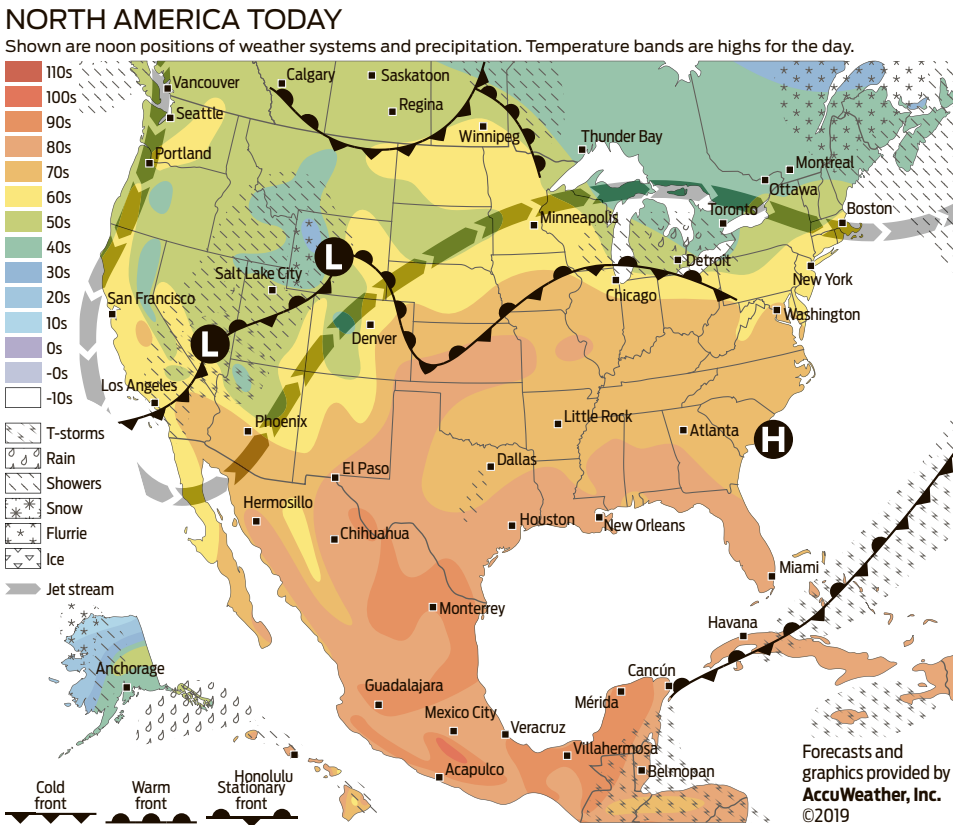 NORTH AMERICA TODAY
Shown are noon positions of weather systems and precipitation. Temperature bands are highs for the day.
110s
100s
90s
80s
70s
60s
50s
40s
30s
20s
10s
0s
-0s
-10s
T-storms
Rain
Showers
Snow
Flurrie
Ice
Jet stream
Vancouver
Calgary
Saskatoon
Seattle
Regina
Winnipeg
Thunder Bay
Portland
Montreal
Ottawa
Toronto
Boston
Minneapolis
Detroit
L
Salt Lake City
New York
San Francisco
Chicago
Washington
L
Denver
Los Angeles
Phoenix
Little Rock
Atlanta
H
El Paso
Dallas
Hermosillo
Houston
New Orleans
Chihuahua
Miami
Monterrey
Havana
Anchorage
Cancún
Guadalajara
Mérida
Mexico City
Veracruz
Villahermosa
Acapulco
Belmopan
Honolulu
Cold
front
Warm
front
Stationary
front
Forecasts and
graphics provided by
AccuWeather, Inc.
©2019